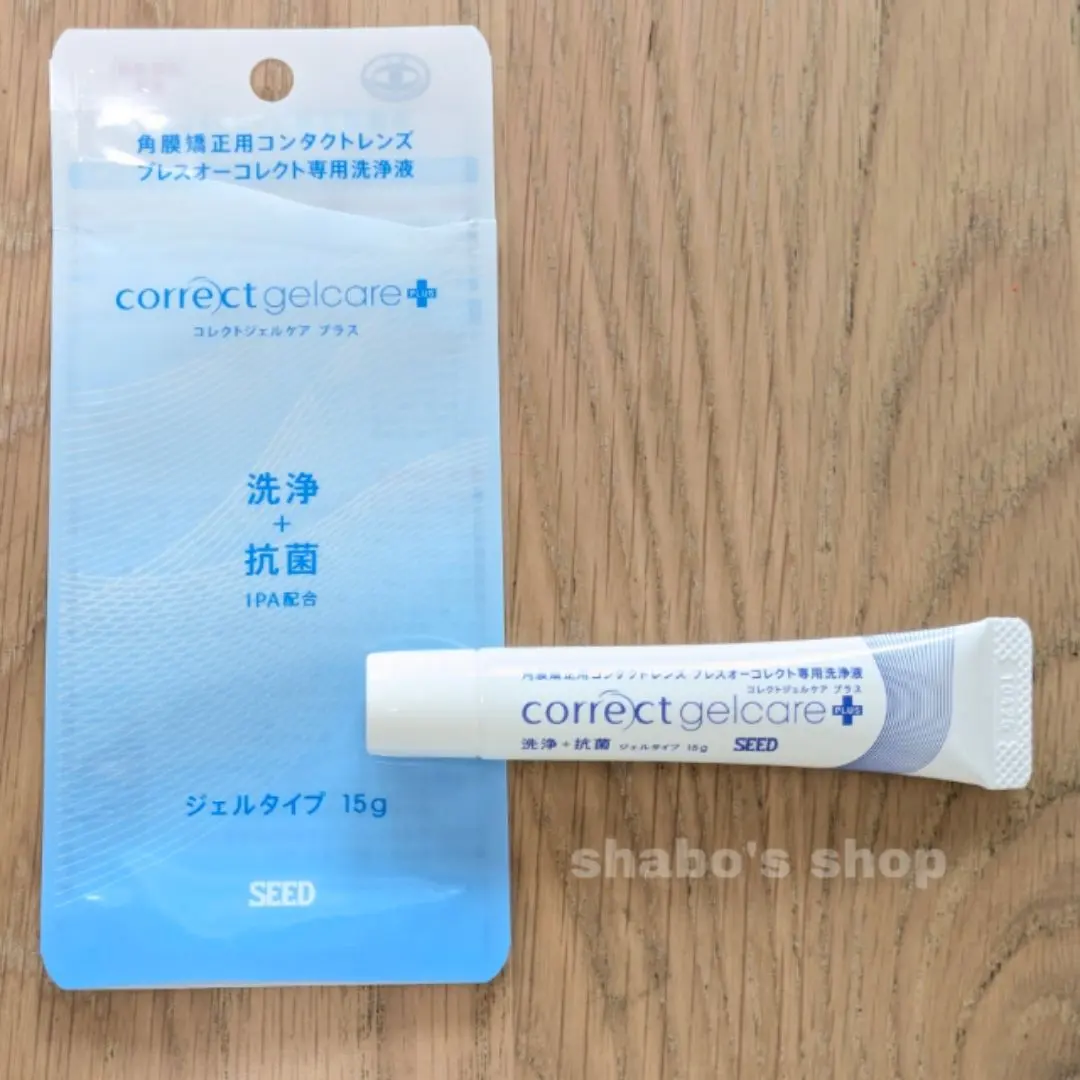 角膜矯正用コンタクトレンズ
ブレスオーコレクト専用洗浄液
correct gelcare PLUS
コレクトジェルケア プラス
洗浄
+
抗菌
IPA配合
ジェルタイプ 15g
SEED
角膜矯正用コンタクトレンズ ブレスオーコレクト専用洗浄液
コレクトジェルケア プラス
correct gelcare PLUS
洗浄+抗菌 ジェルタイプ 15g SEED
shabo's shop